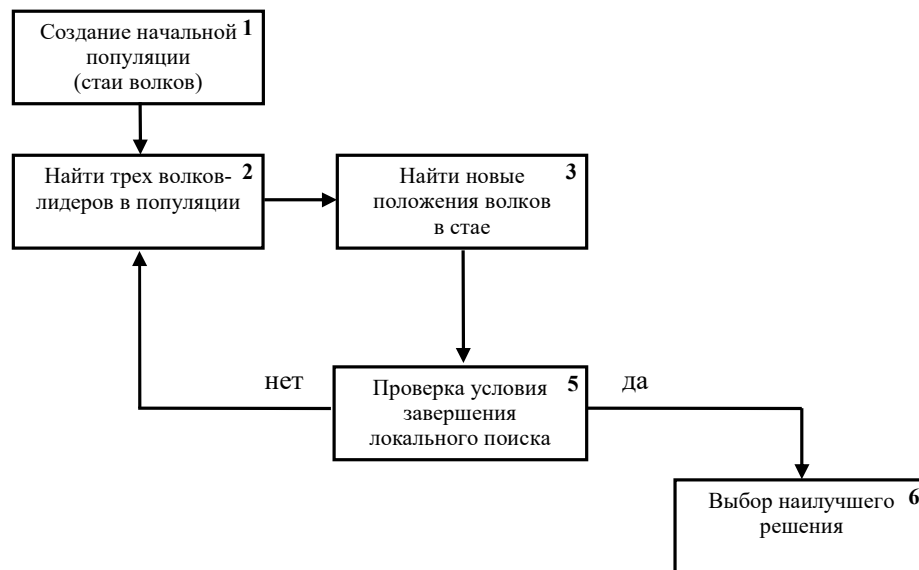 Создание начальной 1
популяции
(стаи волков)
Найти трех волков- 2
лидеров в популяции
Найти новые 3
положения волков
в стае
нет
Проверка условия 5
завершения
локального поиска
да
Выбор наилучшего 6
решения